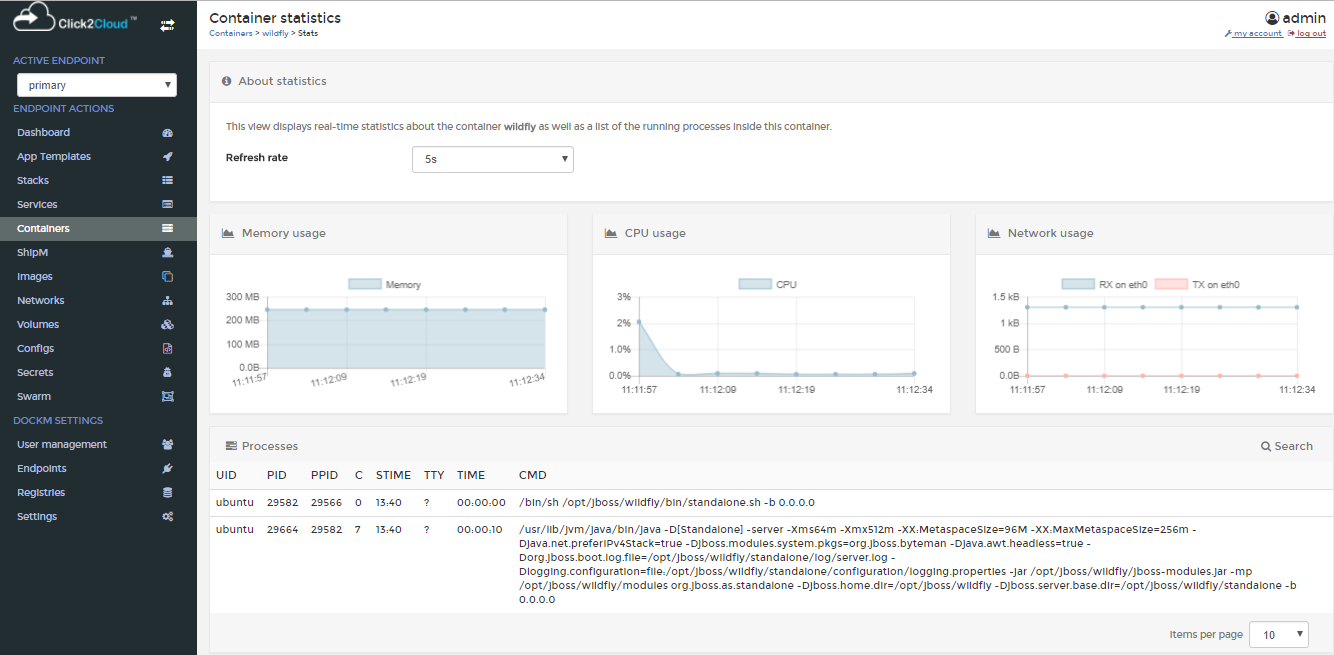 Click2Cloud™
ACTIVE ENDPOINT
primary
ENDPOINT ACTIONS
Dashboard
App Templates
Stacks
Services
Containers
ShipM
Images
Networks
Volumes
Configs
Secrets
Swarm
DOCKM SETTINGS
User management
Endpoints
Registries
Settings
Container statistics
Containers > wildfly > Stats
admin
my account log out
About statistics
This view displays real-time statistics about the container wildfly as well as a list of the running processes inside this container.
Refresh rate
5s
Memory usage
Memory
300 MB
200 MB
100 MB
0.0B
11:11:57 11:12:09 11:12:19 11:12:34
CPU usage
CPU
3%
2%
1.0%
0.0%
11:11:57 11:12:09 11:12:19 11:12:34
Network usage
RX on eth0 TX on eth0
1.5 kB
1 kB
500 B
0.0B
11:11:57 11:12:09 11:12:19 11:12:34
Processes
Search
UID PID PPID C STIME TTY TIME CMD
ubuntu 29582 29566 0 13:40 ? 00:00:00 /bin/sh /opt/jboss/wildfly/bin/standalone.sh -b 0.0.0.0
ubuntu 29664 29582 7 13:40 ? 00:00:10 /usr/lib/jvm/java/bin/java -D[Standalone] -server -Xms64m -Xmx512m -XX:MetaspaceSize=96M -XX:MaxMetaspaceSize=256m -
Djava.net.preferIPv4Stack=true -Djboss.modules.system.pkgs=org.jboss.byteman -Djava.awt.headless=true -
Dorg.jboss.boot.log.file=/opt/jboss/wildfly/standalone/log/server.log -
Dlogging.configuration=file:/opt/jboss/wildfly/standalone/configuration/logging.properties -jar /opt/jboss/wildfly/jboss-modules.jar -mp
/opt/jboss/wildfly/modules org.jboss.as.standalone -Djboss.home.dir=/opt/jboss/wildfly -Djboss.server.base.dir=/opt/jboss/wildfly/standalone -b
0.0.0.0
Items per page 10